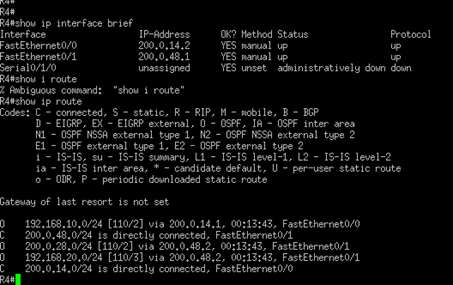 R4#
R4#
R4#show ip interface brief
Interface IP-Address OK? Method Status Protocol
FastEthernet0/0 200.0.14.2 YES manual up up
FastEthernet0/1 200.0.48.1 YES manual up up
Serial0/1/0 unassigned YES unset administratively down down
R4#show i route
% Ambiguous command: "show i route"
R4#show ip route
Codes: C - connected, S - static, R - RIP, M - mobile, B - BGP
D - EIGRP, EX - EIGRP external, O - OSPF, IA - OSPF inter area
N1 - OSPF NSSA external type 1, N2 - OSPF NSSA external type 2
E1 - OSPF external type 1, E2 - OSPF external type 2
i - IS-IS, su - IS-IS summary, L1 - IS-IS level-1, L2 - IS-IS level-2
ia - IS-IS inter area, * - candidate default, U - per-user static route
o - ODR, P - periodic downloaded static route
Gateway of last resort is not set
O 192.168.10.0/24 [110/2] via 200.0.14.1, 00:13:43, FastEthernet0/0
C 200.0.48.0/24 is directly connected, FastEthernet0/1
O 200.0.28.0/24 [110/2] via 200.0.48.2, 00:13:43, FastEthernet0/1
O 192.168.20.0/24 [110/3] via 200.0.48.2, 00:13:43, FastEthernet0/1
C 200.0.14.0/24 is directly connected, FastEthernet0/0
R4#